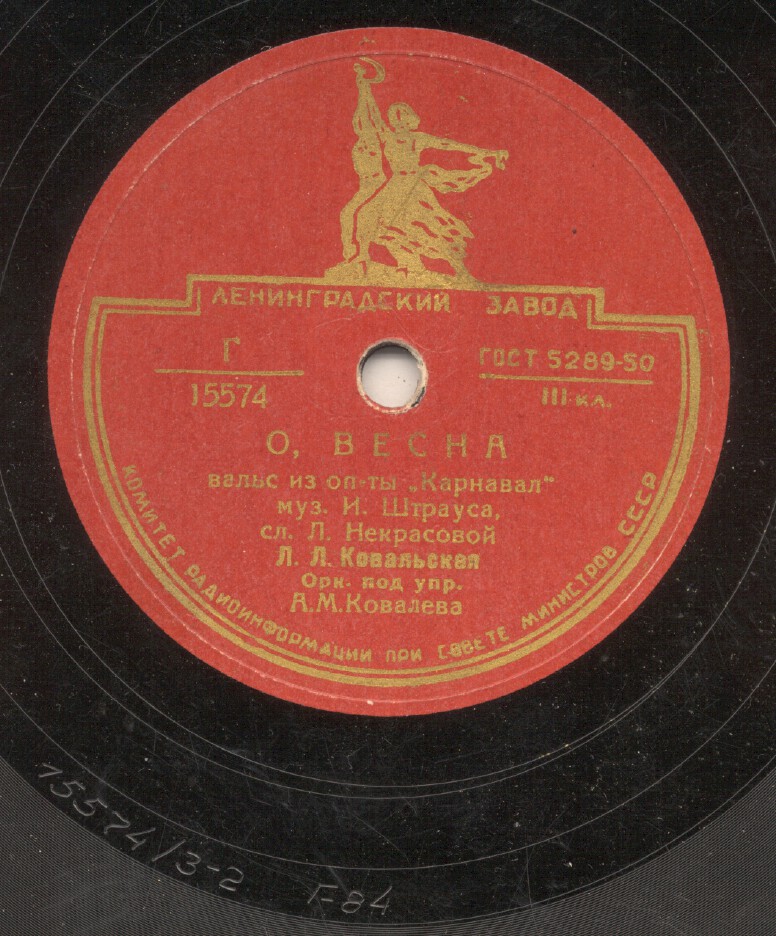 ЛЕНИНГРАДСКИЙ ЗАВОД
Г
15574
ГОСТ 5289-50
III кл.
О, ВЕСНА
вальс из оп-ты „Карнавал“
муз. И. Штрауса,
сл. Л. Некрасовой
Л. Л. Ковальская
Орк. под упр.
А.М.Ковалева
КОМИТЕТ РАДИОИНФОРМАЦИИ ПРИ СОВЕТЕ МИНИСТРОВ СССР
15574/3-2 Г-84